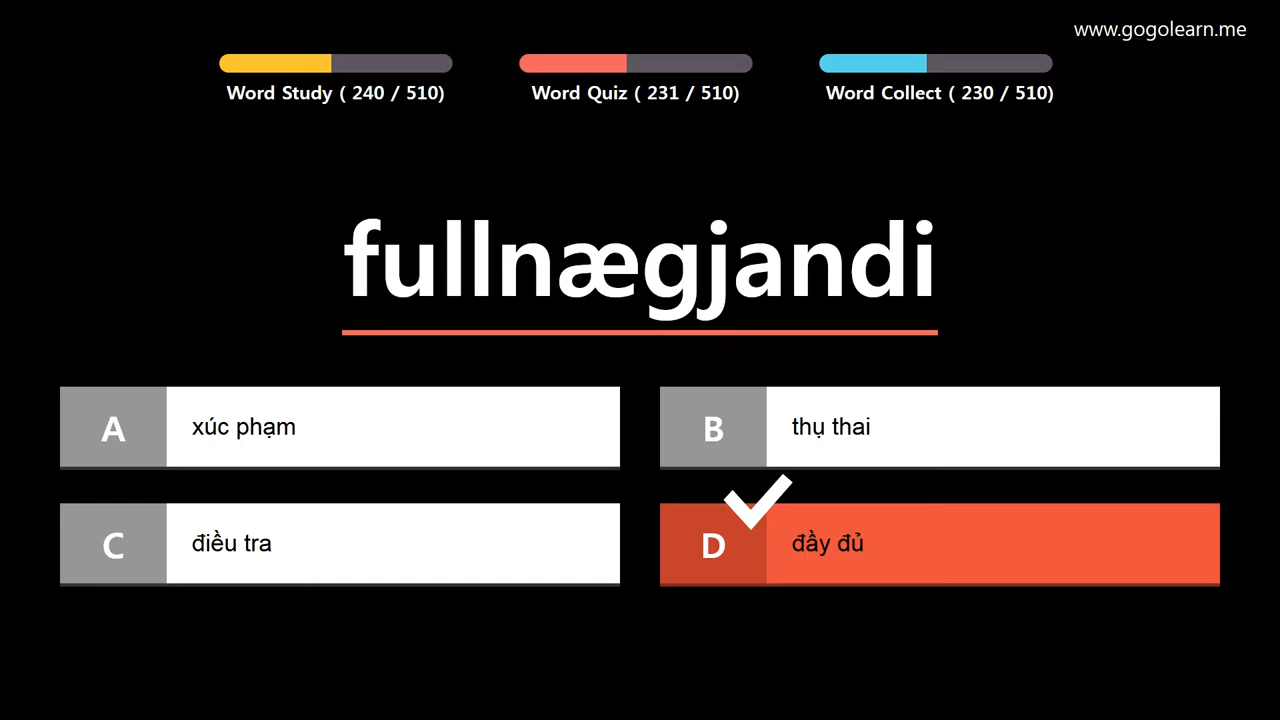 www.gogolearn.me
Word Study ( 240 / 510)
Word Quiz ( 231 / 510)
Word Collect ( 230 / 510)
fullnægjandi
A xúc phạm
B thụ thai
C điều tra
D đầy đủ